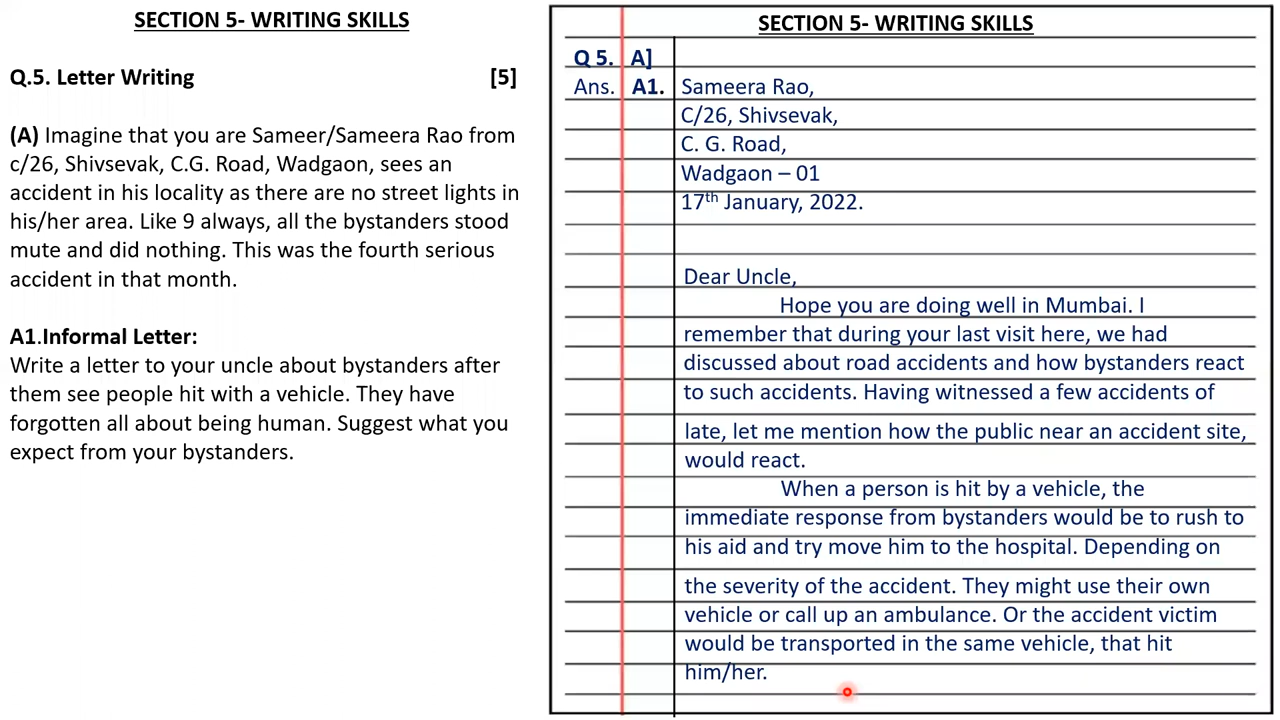 SECTION 5- WRITING SKILLS
Q.5. Letter Writing [5]
(A) Imagine that you are Sameer/Sameera Rao from
c/26, Shivsevak, C.G. Road, Wadgaon, sees an
accident in his locality as there are no street lights in
his/her area. Like 9 always, all the bystanders stood
mute and did nothing. This was the fourth serious
accident in that month.
A1.Informal Letter:
Write a letter to your uncle about bystanders after
them see people hit with a vehicle. They have
forgotten all about being human. Suggest what you
expect from your bystanders.
SECTION 5- WRITING SKILLS
Q 5. A]
Ans. A1. Sameera Rao,
C/26, Shivsevak,
C. G. Road,
Wadgaon – 01
17th January, 2022.
Dear Uncle,
Hope you are doing well in Mumbai. I
remember that during your last visit here, we had
discussed about road accidents and how bystanders react
to such accidents. Having witnessed a few accidents of
late, let me mention how the public near an accident site,
would react.
When a person is hit by a vehicle, the
immediate response from bystanders would be to rush to
his aid and try move him to the hospital. Depending on
the severity of the accident. They might use their own
vehicle or call up an ambulance. Or the accident victim
would be transported in the same vehicle, that hit
him/her.